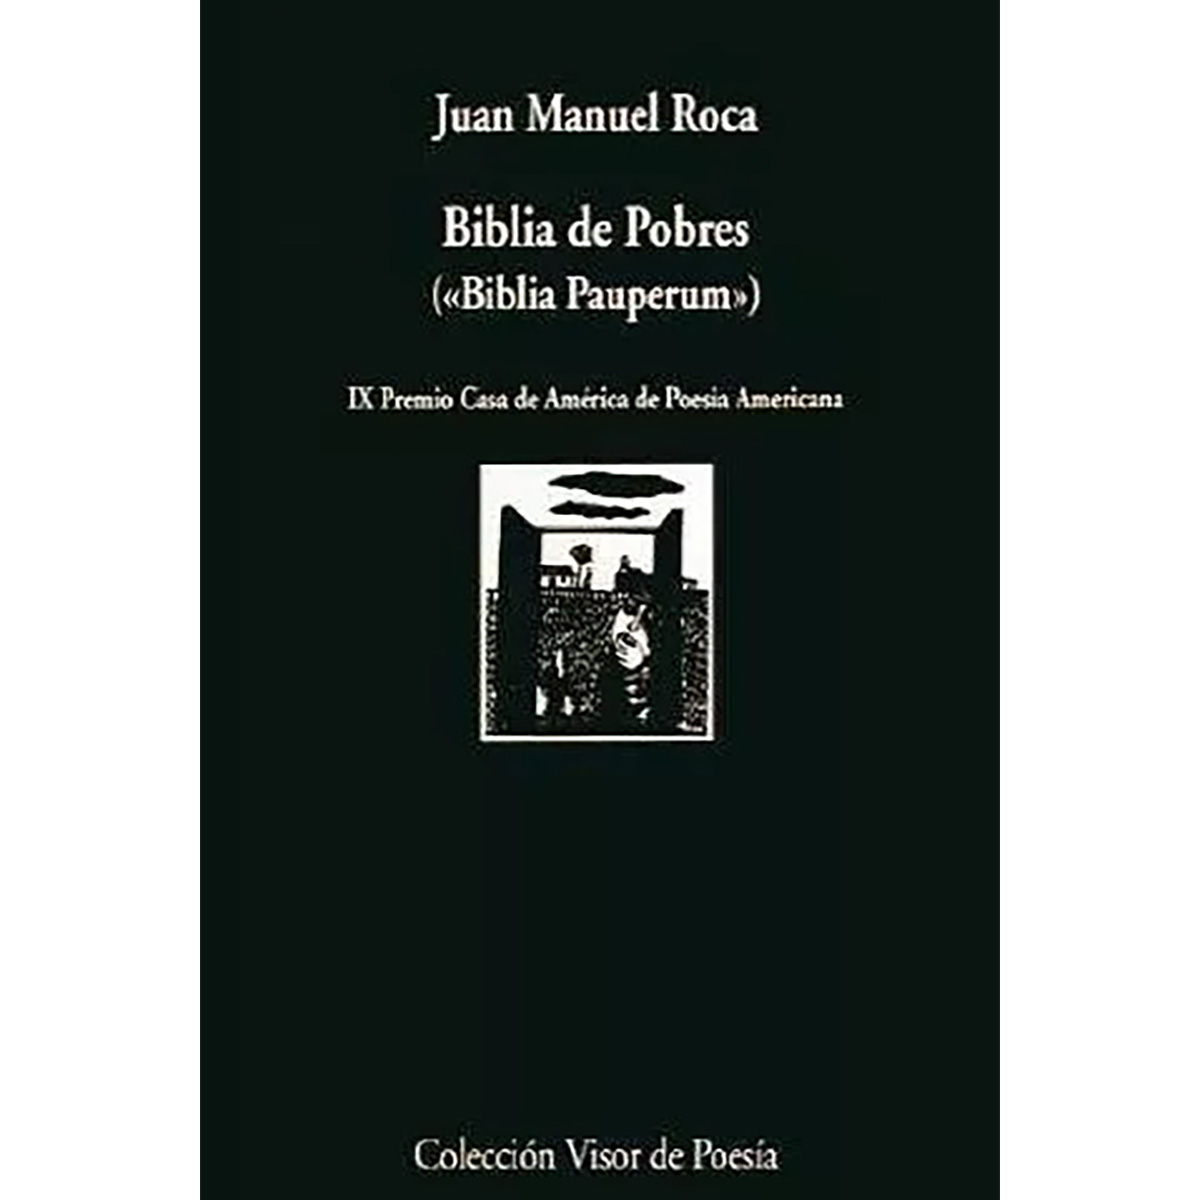 Juan Manuel Roca
Biblia de Pobres
(«Biblia Pauperum»)
IX Premio Casa de América de Poesia Americana
Colección Visor de Poesía